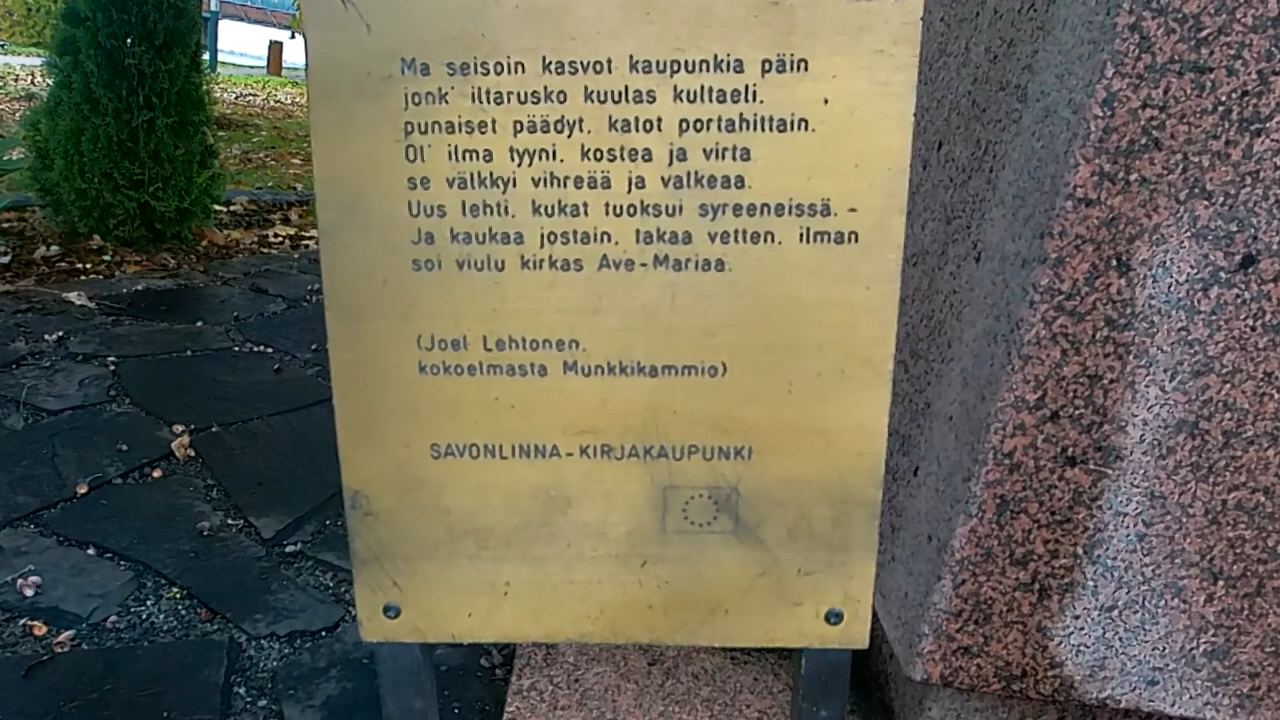 Ma seisoin kasvot kaupunkia päin
jonk' iltarusko kuulas kultaeli,
punaiset päädyt, katot portahittain.
Ol' ilma tyyni, kostea ja virta
se välkkyi vihreää ja valkeaa.
Uus lehti, kukat tuoksui syreeneissä. –
Ja kaukaa jostain, takaa vetten, ilman
soi viulu kirkas Ave-Mariaa.
(Joel Lehtonen,
kokoelmasta Munkkikammio)
SAVONLINNA-KIRJAKAUPUNKI